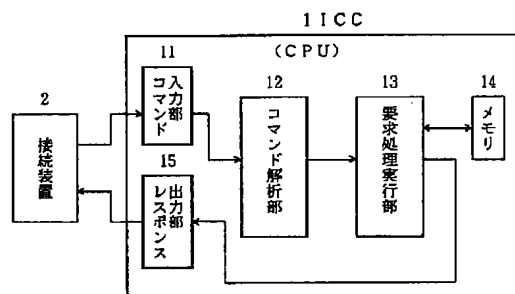 1 ICC
(CPU)
11
コマンド
入力部
12
コマンド解析部
13
要求処理実行部
14
メモリ
2
接続装置
15
レスポンス
出力部